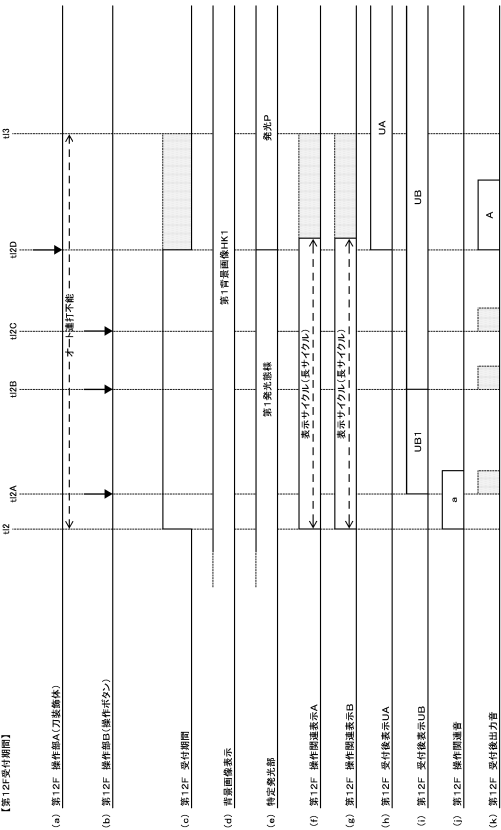 【第12F受付期間】
tl2
tl2A
tl2B
tl2C
tl2D
tl3
(a) 第12F 操作部A(刀装飾体)
オート連打不能
(b) 第12F 操作部B(操作ボタン)
(c) 第12F 受付期間
(d) 背景画像表示
第1背景画像HK1
(e) 特定発光部
第1発光態様
発光P
(f) 第12F 操作関連表示A
表示サイクル(長サイクル)
(g) 第12F 操作関連表示B
表示サイクル(長サイクル)
(h) 第12F 受付後表示UA
UA
(i) 第12F 受付後表示UB
UB1
UB
(j) 第12F 操作関連音
a
(k) 第12F 受付後出力音
A